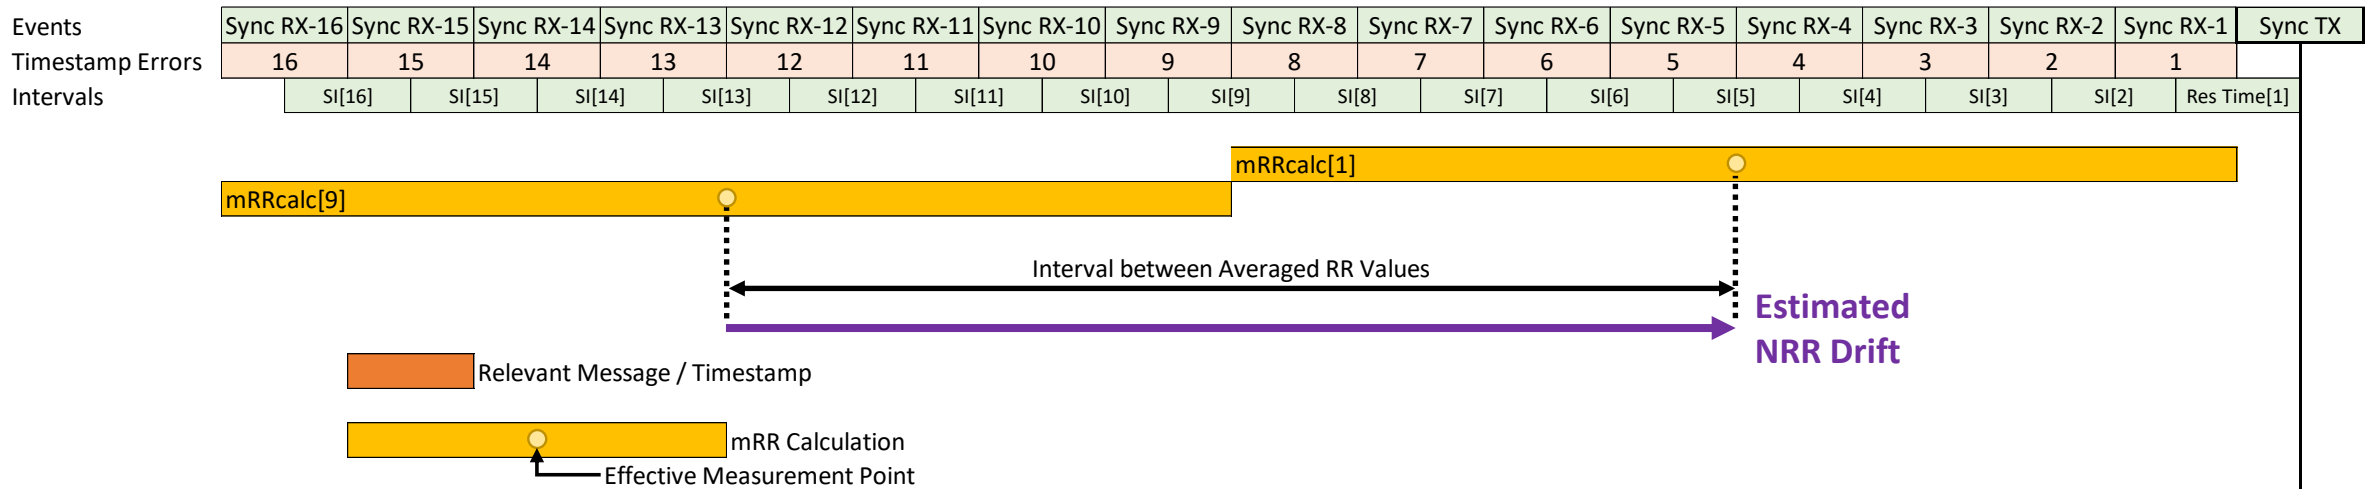 Events Sync RX-16 Sync RX-15 Sync RX-14 Sync RX-13 Sync RX-12 Sync RX-11 Sync RX-10 Sync RX-9 Sync RX-8 Sync RX-7 Sync RX-6 Sync RX-5 Sync RX-4 Sync RX-3 Sync RX-2 Sync RX-1 Sync TX
Timestamp Errors 16 15 14 13 12 11 10 9 8 7 6 5 4 3 2 1
Intervals SI[16] SI[15] SI[14] SI[13] SI[12] SI[11] SI[10] SI[9] SI[8] SI[7] SI[6] SI[5] SI[4] SI[3] SI[2] Res Time[1]
mRRcalc[1]
mRRcalc[9]
Interval between Averaged RR Values
Estimated
NRR Drift
Relevant Message / Timestamp
mRR Calculation
Effective Measurement Point